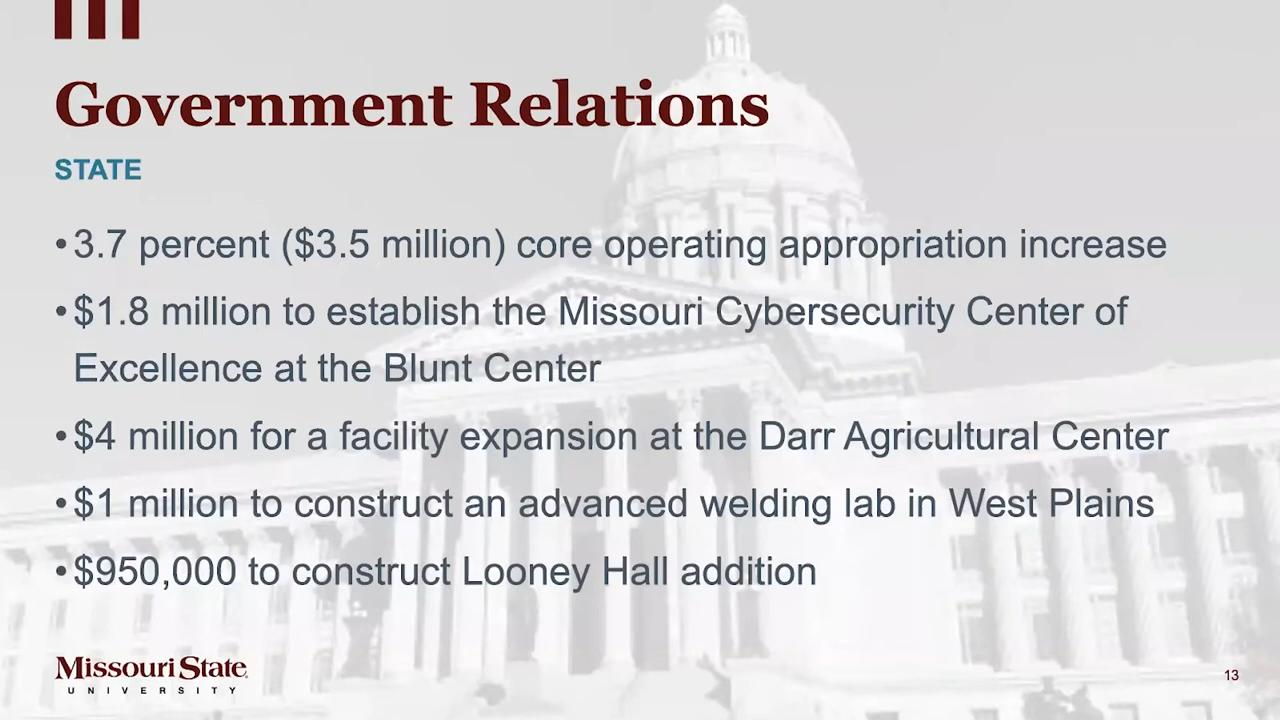 Government Relations
STATE
• 3.7 percent ($3.5 million) core operating appropriation increase
• $1.8 million to establish the Missouri Cybersecurity Center of
Excellence at the Blunt Center
• $4 million for a facility expansion at the Darr Agricultural Center
• $1 million to construct an advanced welding lab in West Plains
• $950,000 to construct Looney Hall addition
Missouri State
UNIVERSITY
13